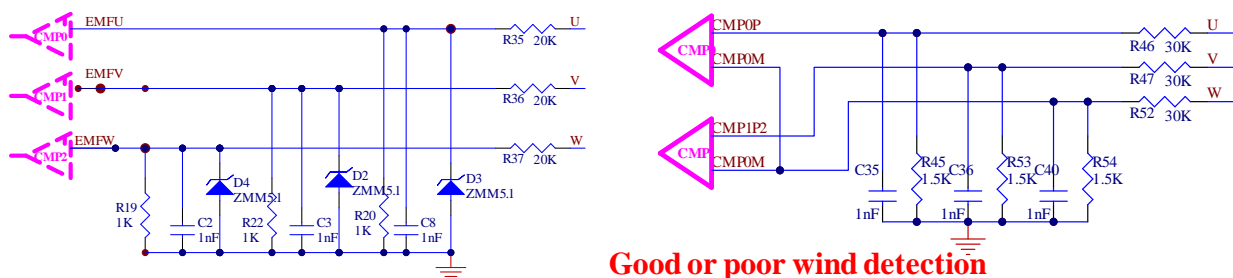 CMP0
EMFU
R35
20K
U
CMP1
EMFV
R36
20K
V
CMP2
EMFW
R37
20K
W
R19
1K
C2
1nF
D4
ZMM5.1
R22
1K
C3
1nF
D2
ZMM5.1
R20
1K
C8
1nF
D3
ZMM5.1
CMP0P
CMP0M
R46
30K
U
R47
30K
V
CMP
CMP1P2
CMP0M
R52
30K
W
C35
1nF
R45
1.5K
C36
1nF
R53
1.5K
C40
1nF
R54
1.5K
Good or poor wind detection